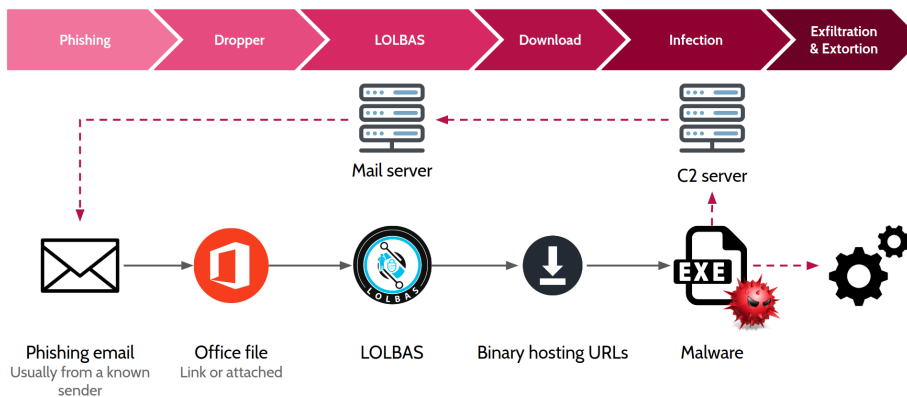 Phishing
Dropper
LOLBAS
Download
Infection
Exfiltration
& Extortion
Mail server
C2 server
LOLBAS
EXE
Phishing email
Usually from a known
sender
Office file
Link or attached
LOLBAS
Binary hosting URLs
Malware